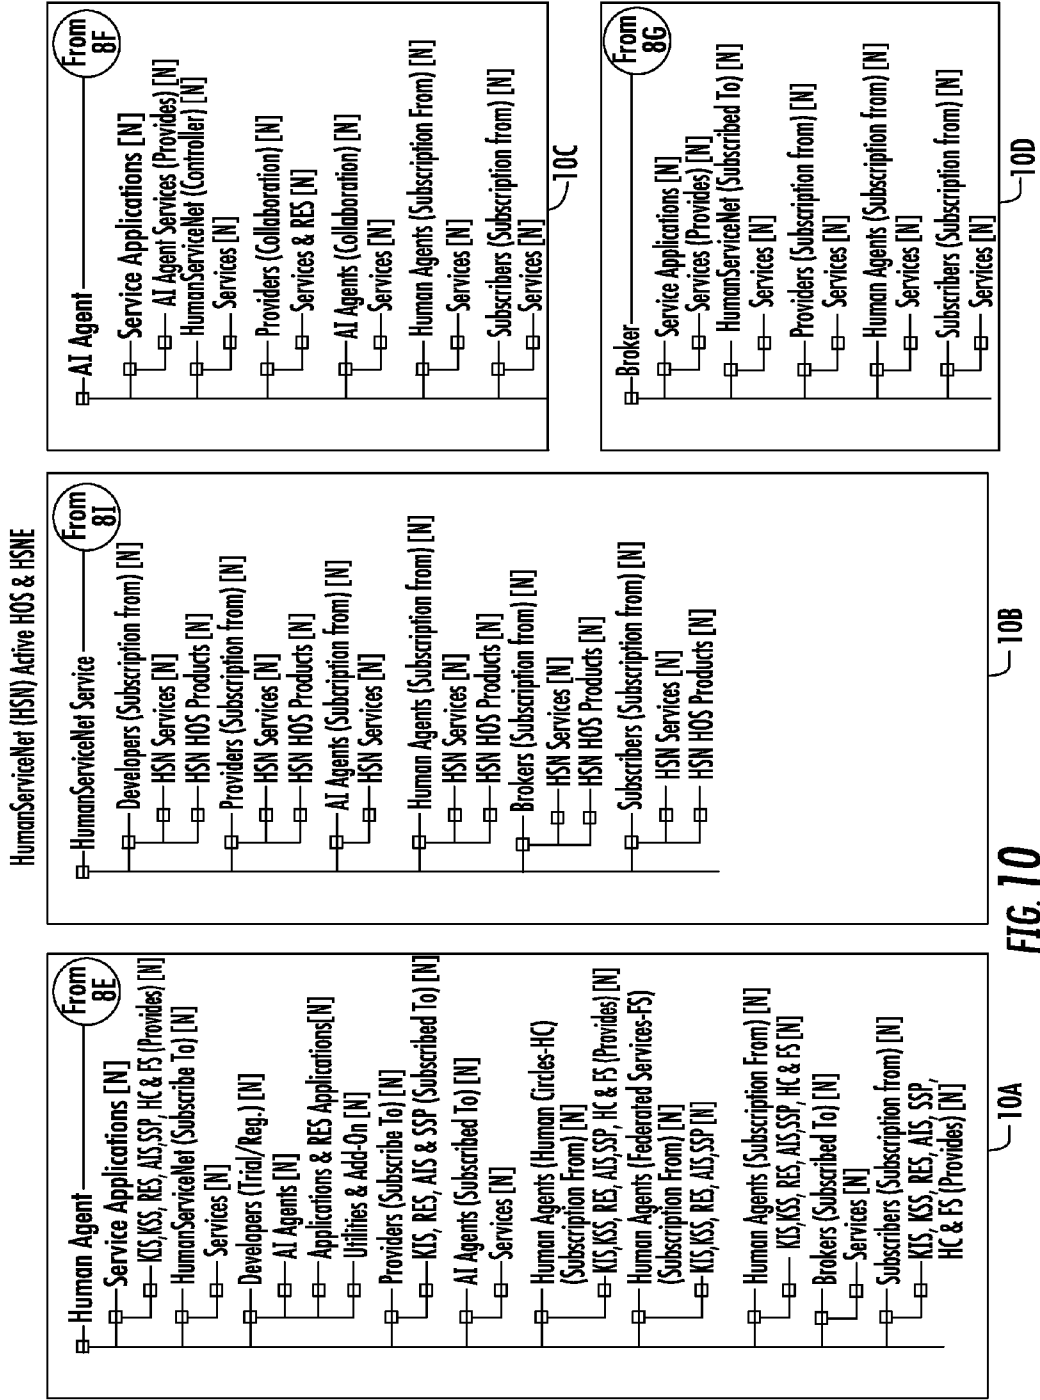 HumanServiceNet (HSN) Active HOS & HSNE
From
8E
Human Agent
Service Applications [N]
KIS,KSS, RES, AIS,SSP, HC & FS (Provides) [N]
HumanServiceNet (Subscribe To) [N]
Services [N]
Developers (Trial/Reg.) [N]
AI Agents [N]
Applications & RES Applications[N]
Utilities & Add-On [N]
Providers (Subscribe To) [N]
KIS, RES, AIS & SSP (Subscribed To) [N]
AI Agents (Subscribed To) [N]
Services [N]
Human Agents (Human Circles-HC)
(Subscription From) [N]
KIS,KSS, RES, AIS,SSP, HC & FS (Provides) [N]
Human Agents (Federated Services-FS)
(Subscription From) [N]
KIS,KSS, RES, AIS,SSP [N]
Human Agents (Subscription From) [N]
KIS,KSS, RES, AIS,SSP, HC & FS [N]
Brokers (Subscribed To) [N]
Services [N]
Subscribers (Subscription from) [N]
KIS, KSS, RES, AIS, SSP,
HC & FS (Provides) [N]
10A
From
8I
HumanServiceNet Service
Developers (Subscription from) [N]
HSN Services [N]
HSN HOS Products [N]
Providers (Subscription from) [N]
HSN Services [N]
HSN HOS Products [N]
AI Agents (Subcription from) [N]
HSN Services [N]
Human Agents (Subscription from) [N]
HSN Services [N]
HSN HOS Products [N]
Brokers (Subscription from) [N]
HSN Services [N]
HSN HOS Products [N]
Subscribers (Subscription from) [N]
HSN Services [N]
HSN HOS Products [N]
10B
From
8F
AI Agent
Service Applications [N]
AI Agent Services (Provides) [N]
HumanServiceNet (Controller) [N]
Services [N]
Providers (Collaboration) [N]
Services & RES [N]
AI Agents (Collaboration) [N]
Services [N]
Human Agents (Subscription From) [N]
Services [N]
Subscribers (Subscription from) [N]
Services [N]
10C
From
8G
Broker
Service Applications [N]
Services (Provides) [N]
HumanServiceNet (Subscribed To) [N]
Services [N]
Providers (Subscription from) [N]
Services [N]
Human Agents (Subscription from) [N]
Services [N]
Subscribers (Subscription from) [N]
Services [N]
10D
FIG. 10